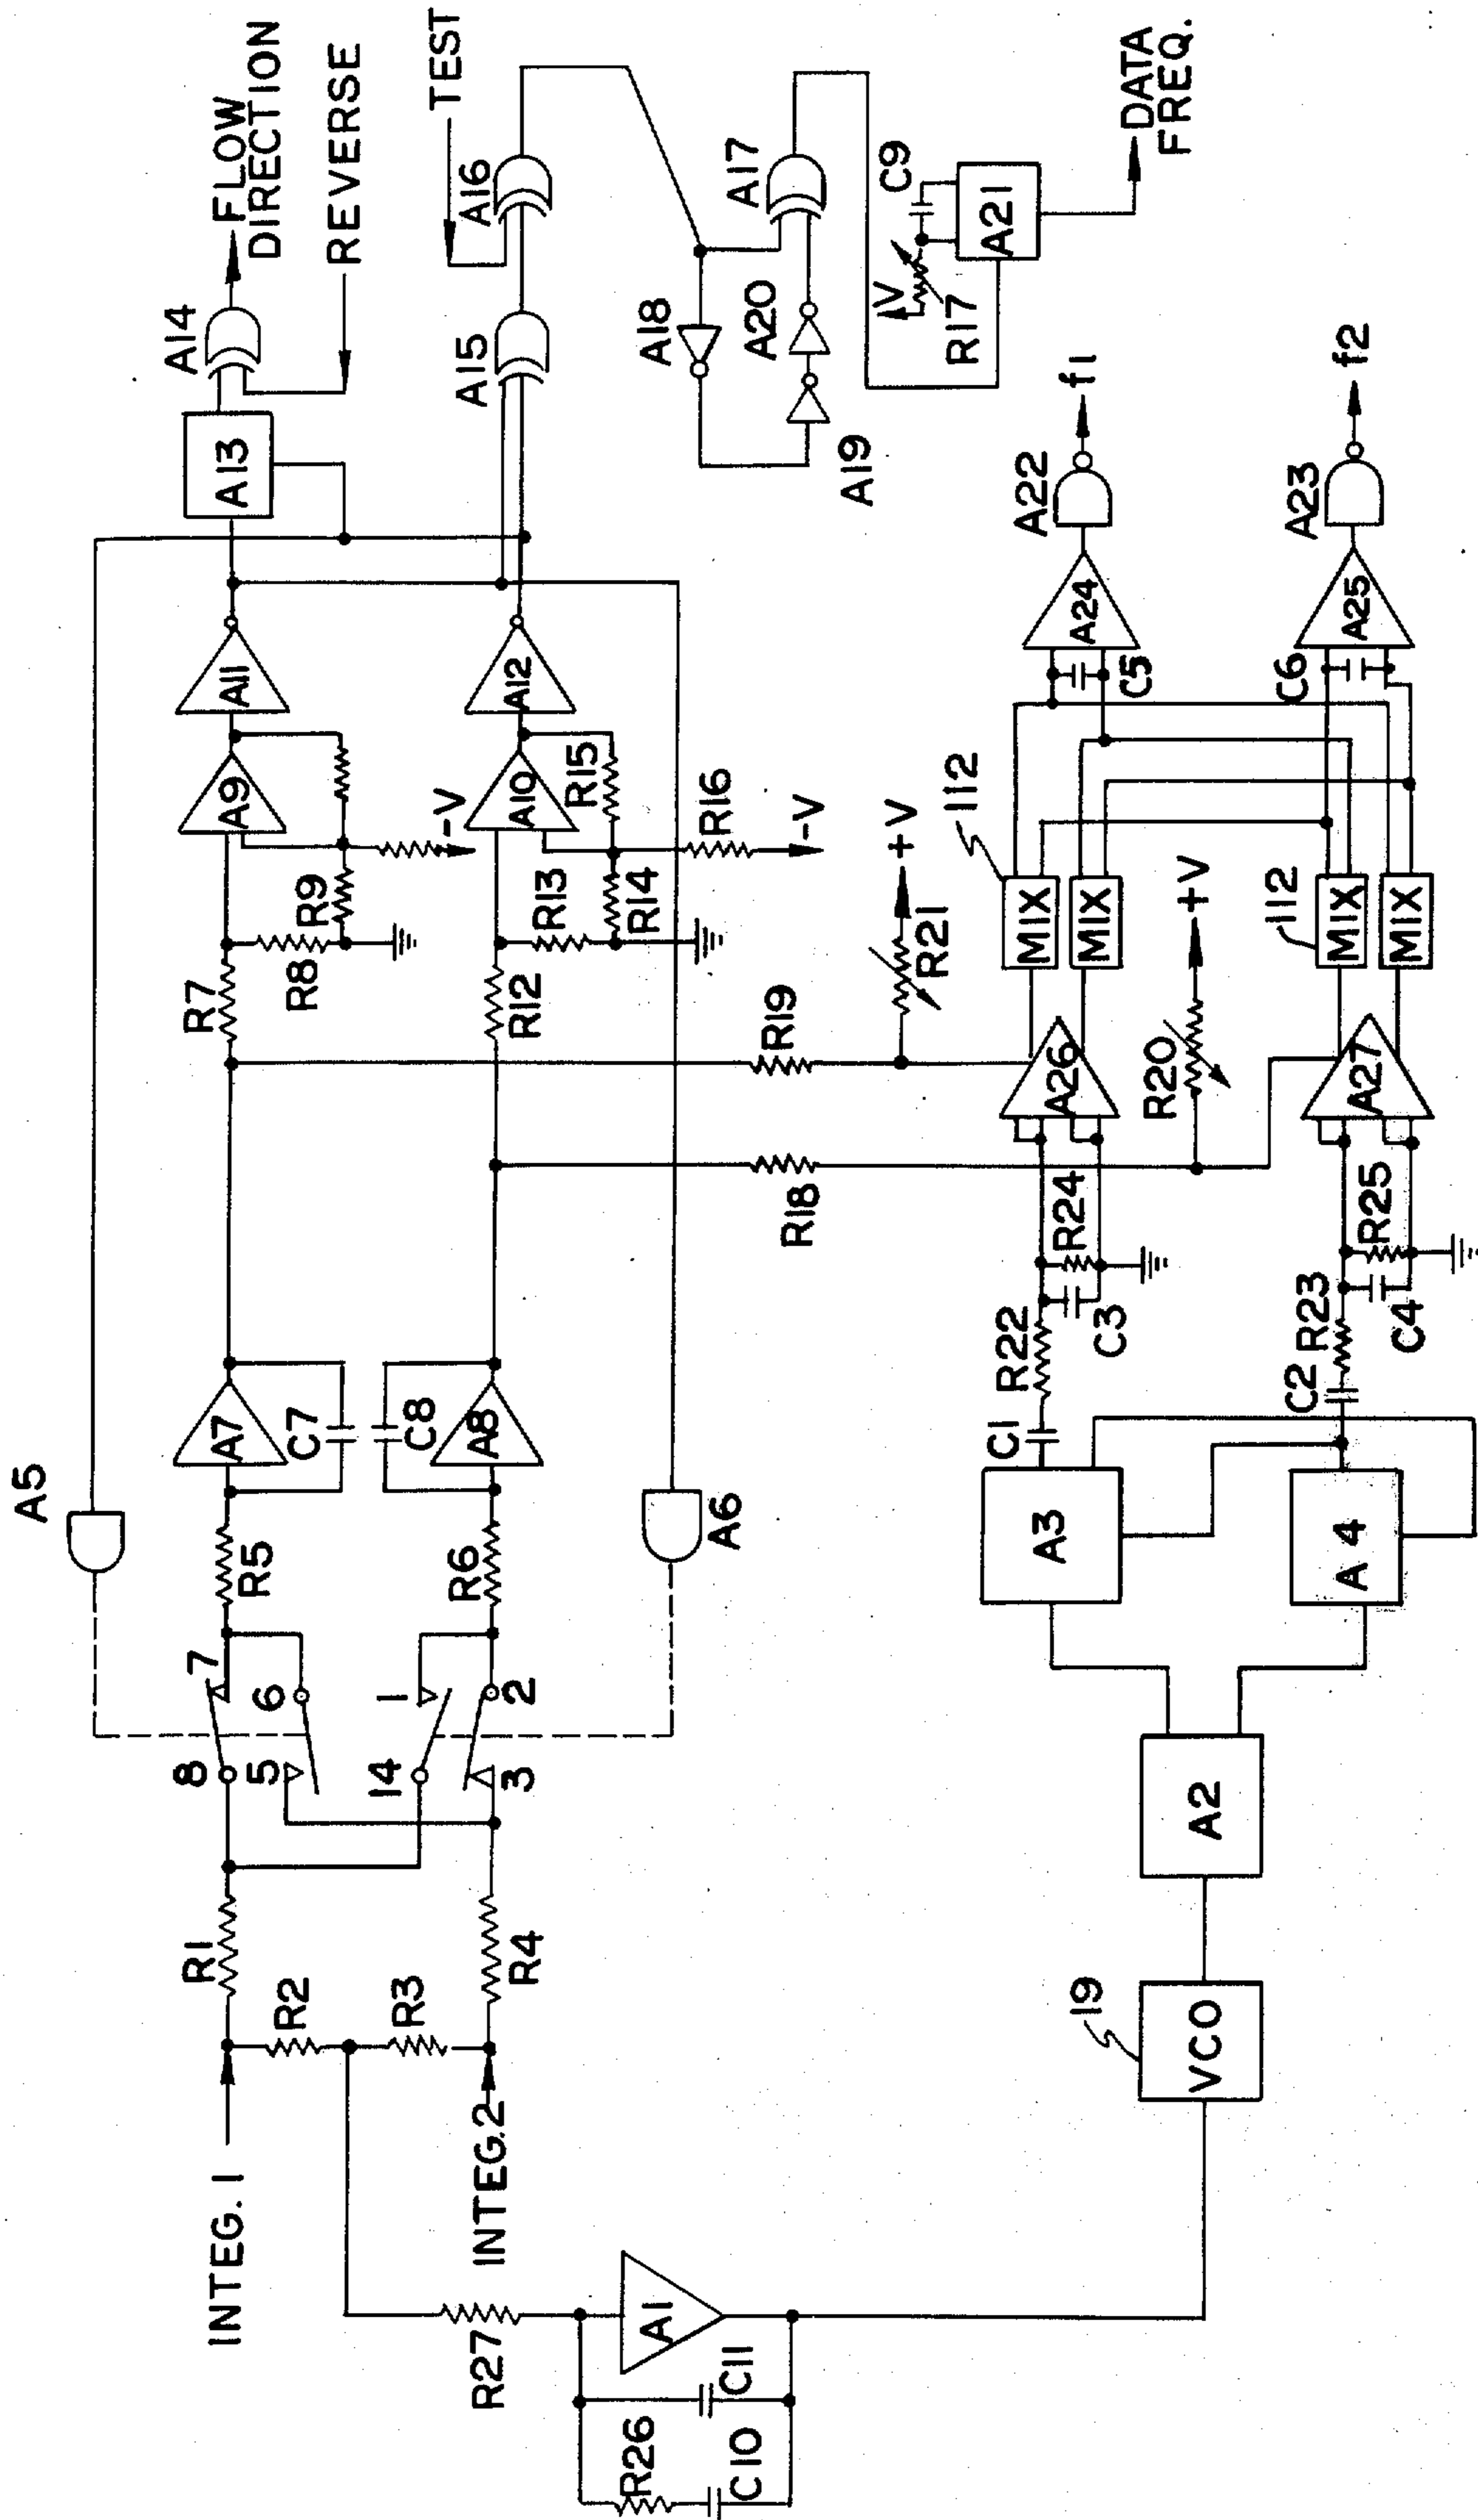 A5
INTEG. 1
R1
8
7
R5
A7
C7
R7
R8
R9
A9
-V
A11
A13
A14
FLOW
DIRECTION
REVERSE
R2
R3
5
6
14
1
3
2
R6
C8
A8
R12
R13
R14
R15
R16
-V
A10
A12
A15
A16
TEST
INTEG. 2
R4
A6
R27
A1
R26
C10
C11
R18
R19
R21
+V
A18
A17
A19
A20
V
R17
C9
A21
DATA
FREQ.
19
VCO
A2
A3
A4
C1
R22
C3
R24
A26
112
MIX
MIX
C5
A24
A22
f1
C2
R23
C4
R25
R20
+V
A27
112
MIX
MIX
C6
A25
A23
f2